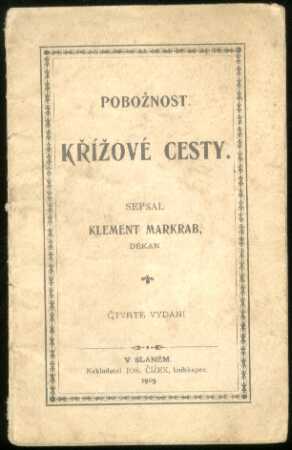 POBOŽNOST
KŘÍŽOVÉ CESTY.
SEPSAL
KLEMENT MARKRAB,
DĚKAN
ČTVRTÉ VYDÁNÍ
V SLANÉM.
Nakladatel JOS. ČÍŽEK, knihkupec.
1909